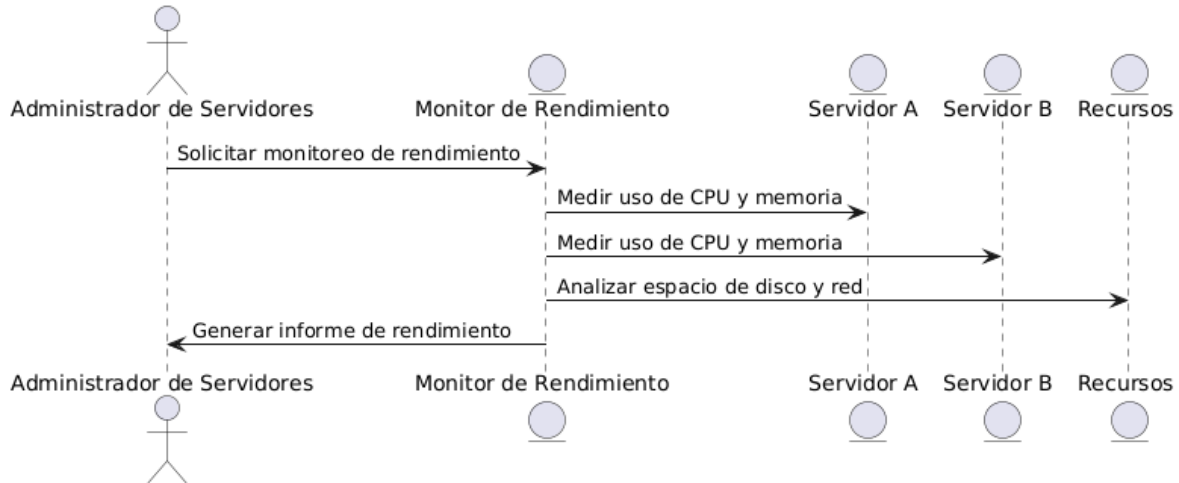 Administrador de Servidores Monitor de Rendimiento Servidor A Servidor B Recursos
Solicitar monitoreo de rendimiento
Medir uso de CPU y memoria
Medir uso de CPU y memoria
Analizar espacio de disco y red
Generar informe de rendimiento
Administrador de Servidores Monitor de Rendimiento Servidor A Servidor B Recursos